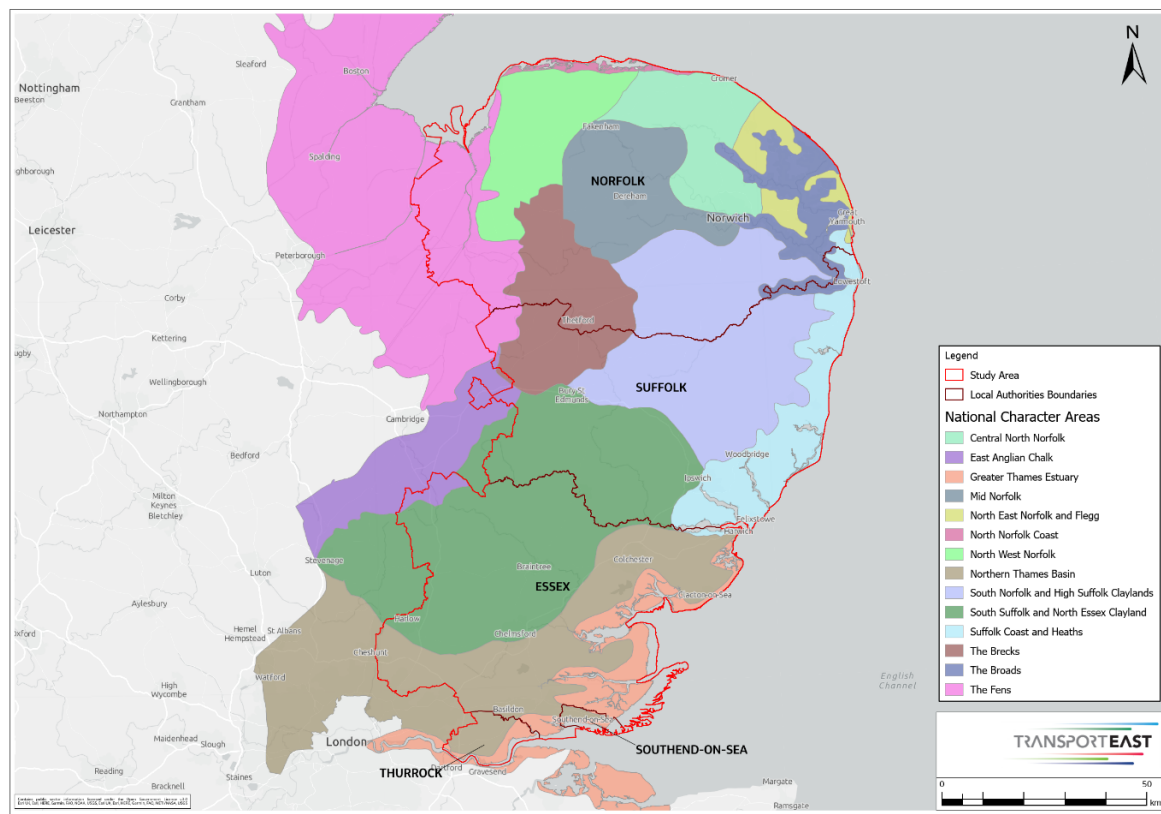 N
Sleaford
Boston
Nottingham
Beeston
Grantham
Cromer
Fakenham
Spalding
NORFOLK
Dereham
Norwich
Great
Yarmouth
Leicester
Peterborough
Lowestoft
Corby
Thetford
Kettering
ugby
Wellingborough
SUFFOLK
Bury St
Edmunds
Northampton
Cambridge
Bedford
Woodbridge
Ipswich
Milton
Keynes
Bletchley
Felixstowe
Harwich
Stevenage
Colchester
Braintree
Luton
ESSEX
Clacton-on-Sea
Aylesbury
Harlow
Hemel
Hempstead
St Albans
Chelmsford
oxford
Cheshunt
High
Wycombe
Watford
English
Channel
Basildon
Southend-on-Sea
Maidenhead
Slough
London
SOUTHEND-ON-SEA
THURROCK
Dartford
Gravesend
Reading
Staines
Bracknell
Margate
Ramsgate
Legend
Study Area
Local Authorities Boundaries
National Character Areas
Central North Norfolk
East Anglian Chalk
Greater Thames Estuary
Mid Norfolk
North East Norfolk and Flegg
North Norfolk Coast
North West Norfolk
Northern Thames Basin
South Norfolk and High Suffolk Claylands
South Suffolk and North Essex Clayland
Suffolk Coast and Heaths
The Brecks
The Broads
The Fens
TRANSPORTEAST
0 50
km